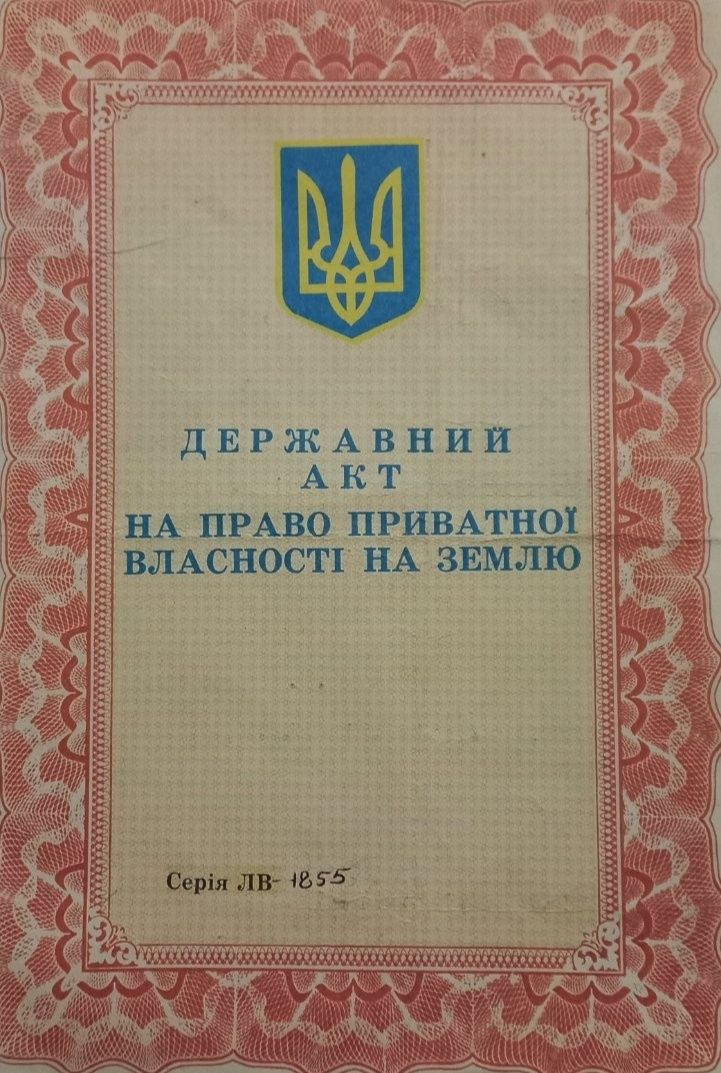 ДЕРЖАВНИЙ
АКТ
НА ПРАВО ПРИВАТНОЇ
ВЛАСНОСТІ НА ЗЕМЛЮ
Серія ЛВ- 1855